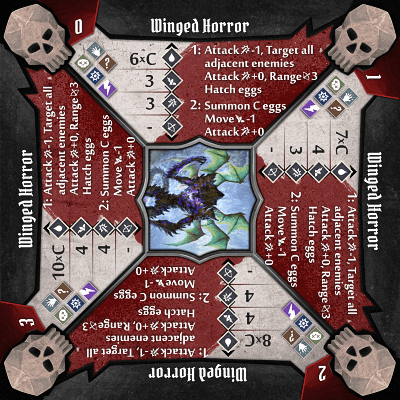 0
Winged Horror
6×C
3
3
-
1: Attack -1, Target all
adjacent enemies
Attack +0, Range 3
Hatch eggs
2: Summon C eggs
Move -1
Attack +0
1
Winged Horror
7×C
4
3
-
1: Attack -1, Target all
adjacent enemies
Attack +0, Range 3
Hatch eggs
2: Summon C eggs
Move -1
Attack +0
2
Winged Horror
8×C
4
4
-
1: Attack -1, Target all
adjacent enemies
Attack +0, Range 3
Hatch eggs
2: Summon C eggs
Move -1
Attack +0
3
Winged Horror
10×C
4
4
-
1: Attack -1, Target all
adjacent enemies
Attack +0, Range 3
Hatch eggs
2: Summon C eggs
Move -1
Attack +0